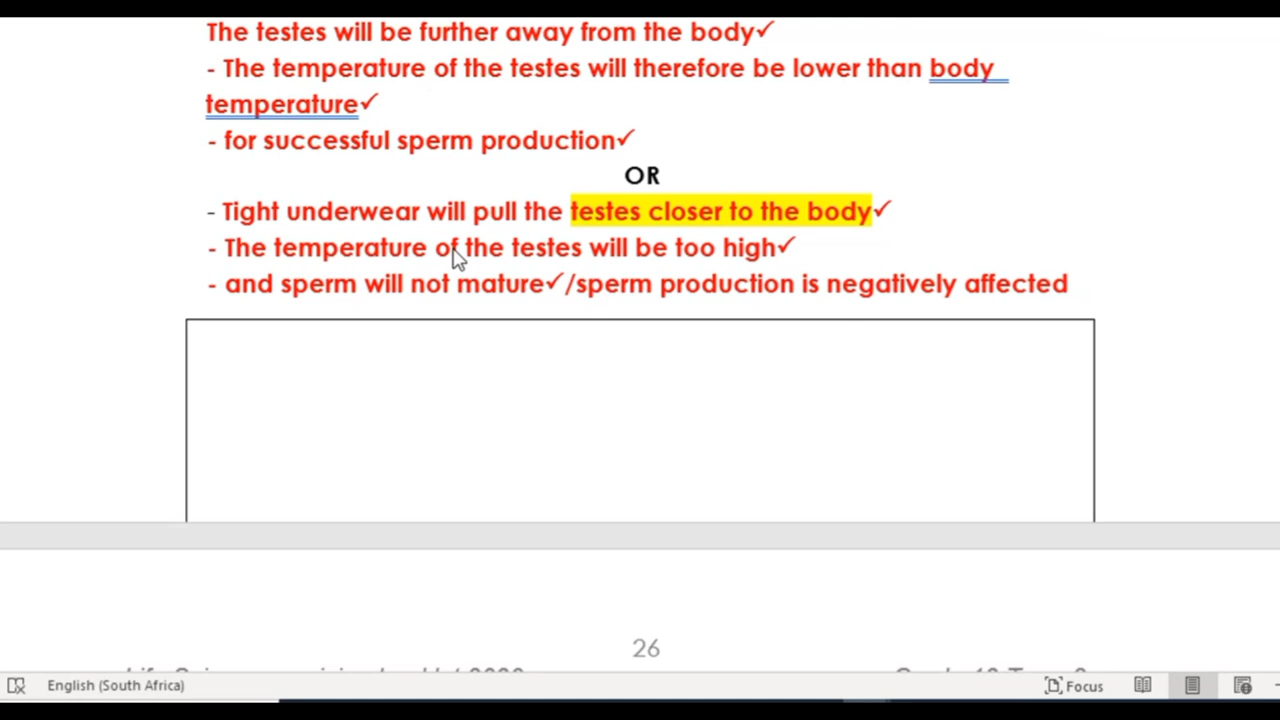 The testes will be further away from the body✓
- The temperature of the testes will therefore be lower than body
temperature✓
- for successful sperm production✓
OR
- Tight underwear will pull the testes closer to the body✓
- The temperature of the testes will be too high✓
- and sperm will not mature✓/sperm production is negatively affected
26
English (South Africa)
Focus